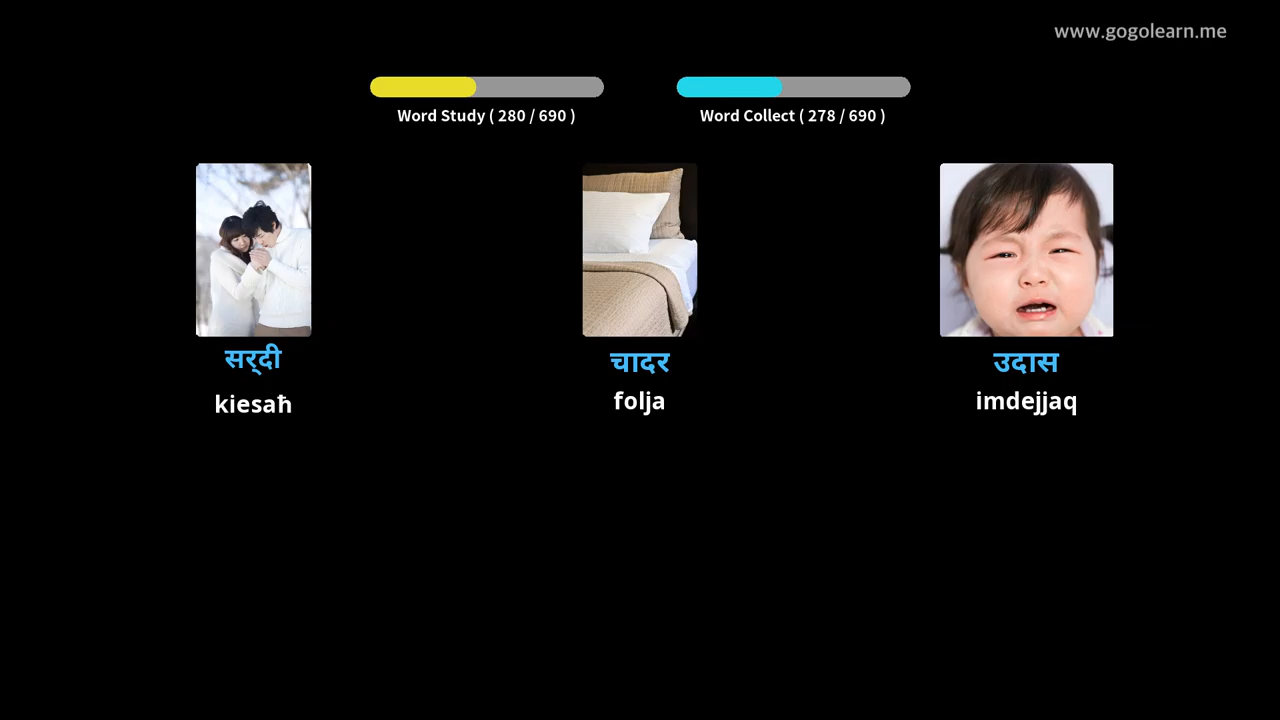 www.gogolearn.me
Word Study ( 280 / 690 )
Word Collect ( 278 / 690 )
सर्दी
चादर
उदास
kiesaħ
folja
imdejjaq